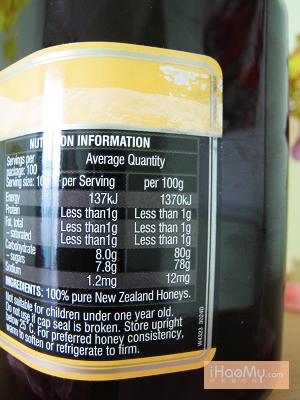 NUTRITION INFORMATION
Servings per
package: 100
Average Quantity
Serving size: 10g per Serving per 100g
Energy 137kJ 1370kJ
Protein Less than1g Less than 1g
Fat, total Less than1g Less than 1g
– saturated Less than1g Less than 1g
Carbohydrate 8.0g 80g
– sugars 7.8g 78g
Sodium 1.2mg 12mg
INGREDIENTS: 100% pure New Zealand Honeys.
Not suitable for children under one year old.
Do not use if cap seal is broken. Store upright
below 25°C. For preferred honey consistency,
warm to soften or refrigerate to firm.
iHaoMy.com